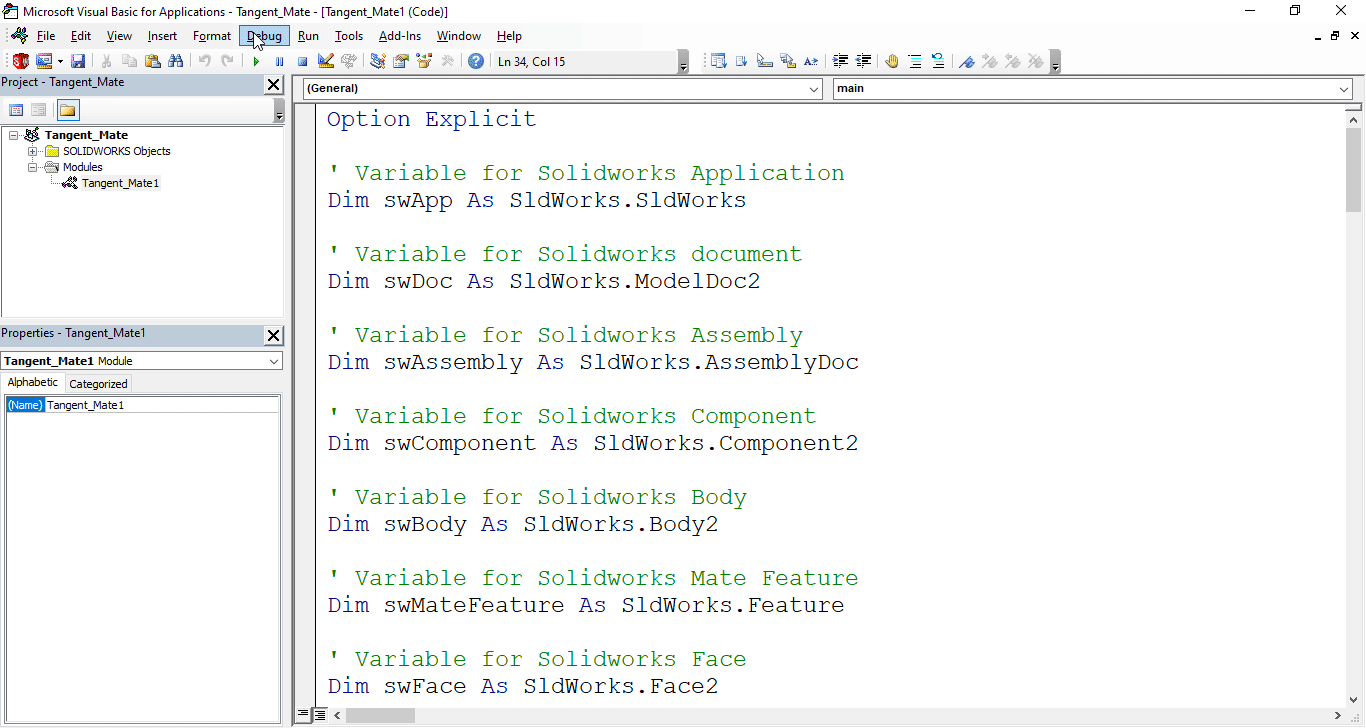 Microsoft Visual Basic for Applications - Tangent_Mate - [Tangent_Mate1 (Code)]
File Edit View Insert Format Debug Run Tools Add-Ins Window Help
Ln 34, Col 15
Project - Tangent_Mate
(General)
main
Tangent_Mate
SOLIDWORKS Objects
Modules
Tangent_Mate1
Properties - Tangent_Mate1
Tangent_Mate1 Module
Alphabetic Categorized
(Name) Tangent_Mate1
Option Explicit
' Variable for Solidworks Application
Dim swApp As SldWorks.SldWorks
' Variable for Solidworks document
Dim swDoc As SldWorks.ModelDoc2
' Variable for Solidworks Assembly
Dim swAssembly As SldWorks.AssemblyDoc
' Variable for Solidworks Component
Dim swComponent As SldWorks.Component2
' Variable for Solidworks Body
Dim swBody As SldWorks.Body2
' Variable for Solidworks Mate Feature
Dim swMateFeature As SldWorks.Feature
' Variable for Solidworks Face
Dim swFace As SldWorks.Face2